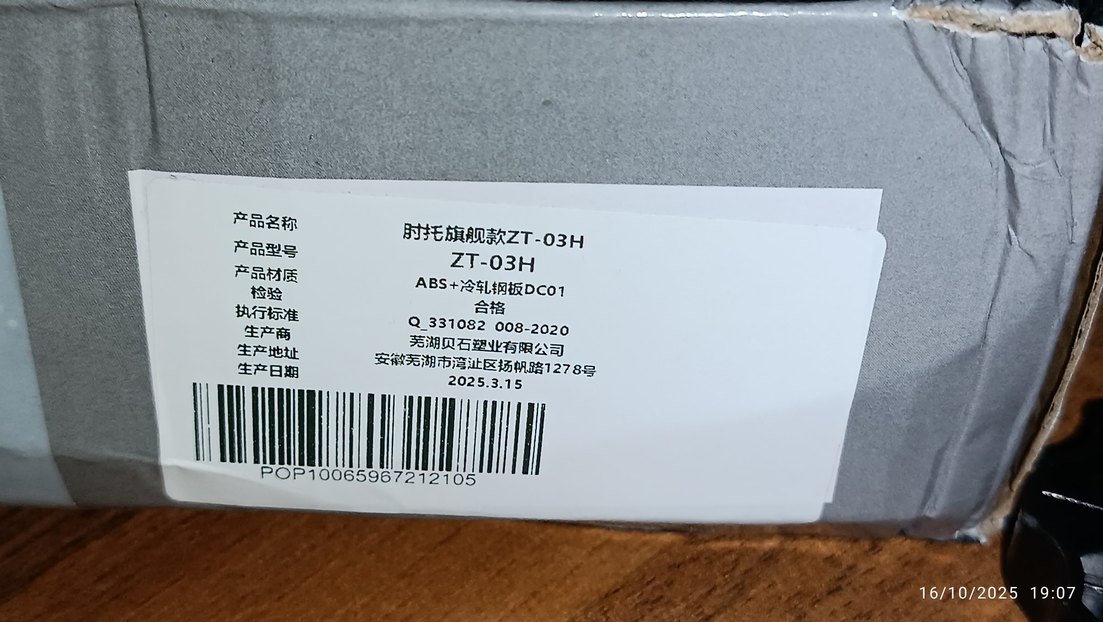 产品名称 肘托旗舰款ZT-03H
产品型号 ZT-03H
产品材质 ABS+冷轧钢板DC01
检验 合格
执行标准 Q_331082 008-2020
生产商 芜湖贝石塑业有限公司
生产地址 安徽芜湖市湾沚区扬帆路1278号
生产日期 2025.3.15
POP10065967212105
16/10/2025 19:07